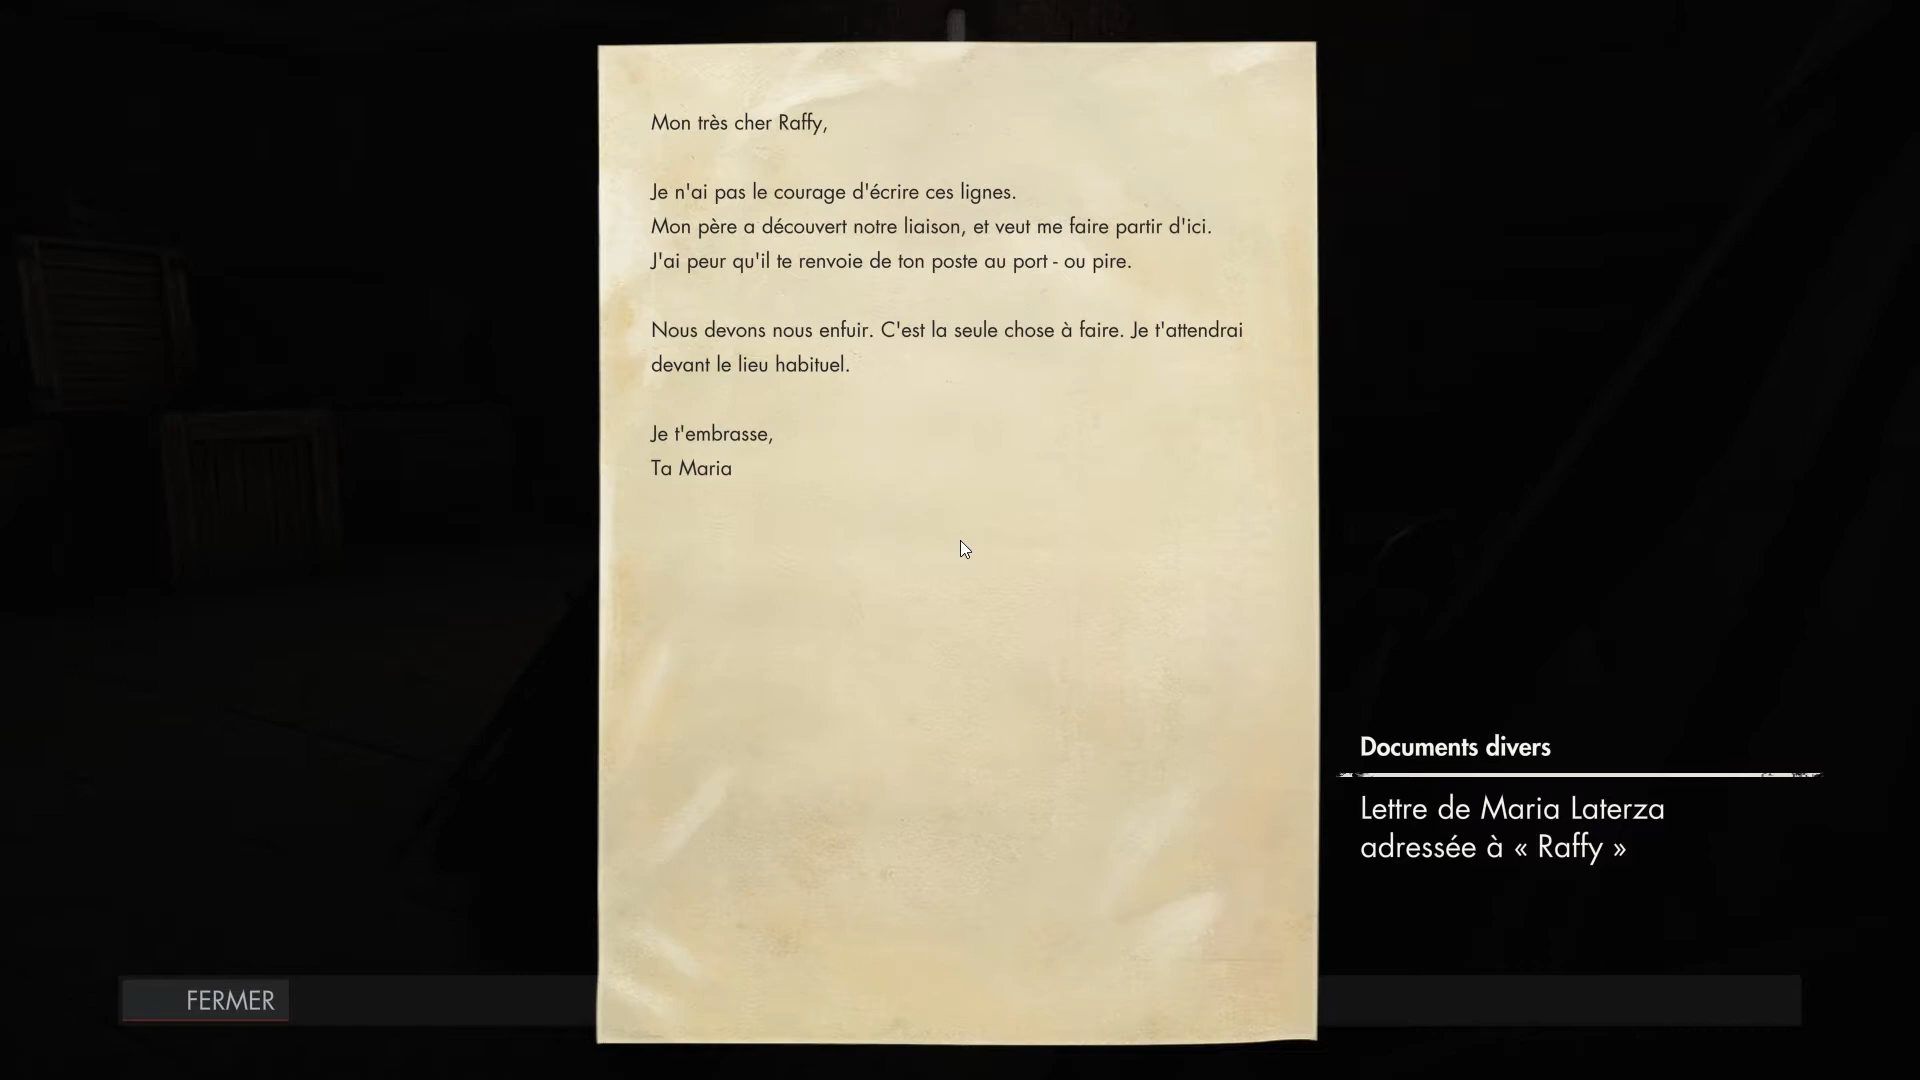 Mon très cher Raffy,
Je n'ai pas le courage d'écrire ces lignes.
Mon père a découvert notre liaison, et veut me faire partir d'ici.
J'ai peur qu'il te renvoie de ton poste au port - ou pire.
Nous devons nous enfuir. C'est la seule chose à faire. Je t'attendrai
devant le lieu habituel.
Je t'embrasse,
Ta Maria
Documents divers
Lettre de Maria Laterza
adressée à « Raffy »
FERMER